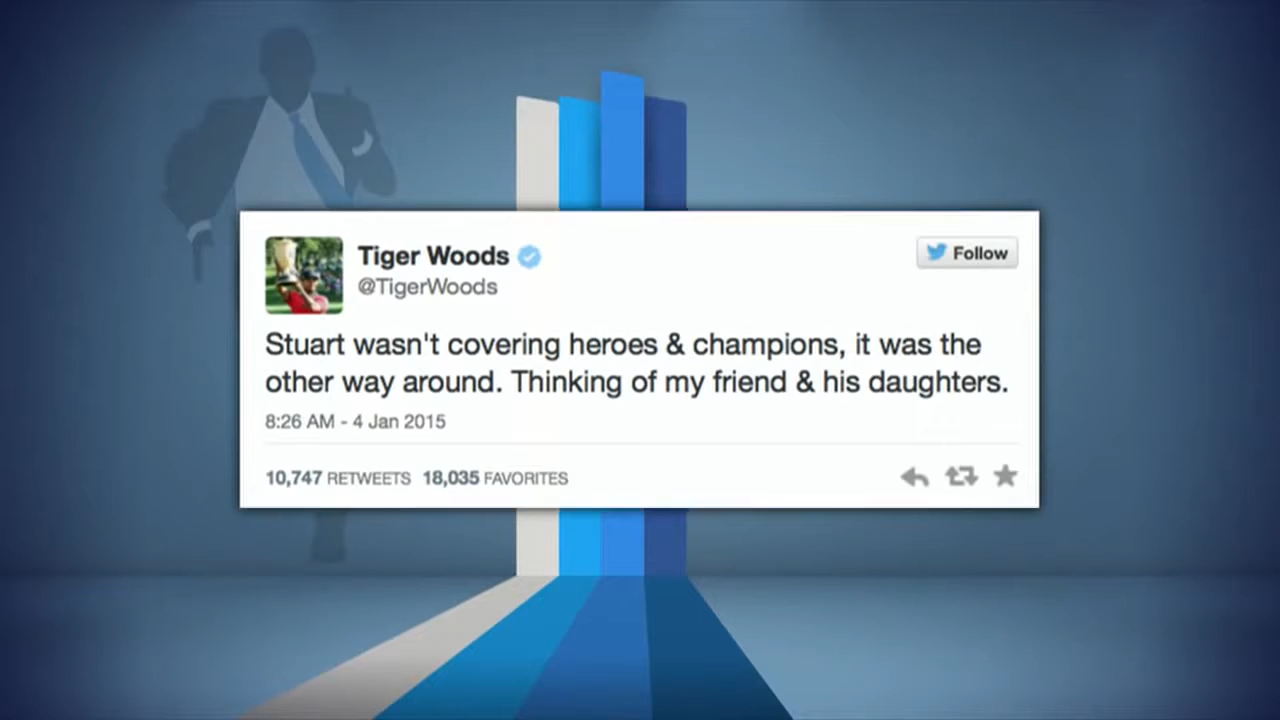 Tiger Woods
Follow
@TigerWoods
Stuart wasn't covering heroes & champions, it was the
other way around. Thinking of my friend & his daughters.
8:26 AM - 4 Jan 2015
10,747 RETWEETS 18,035 FAVORITES